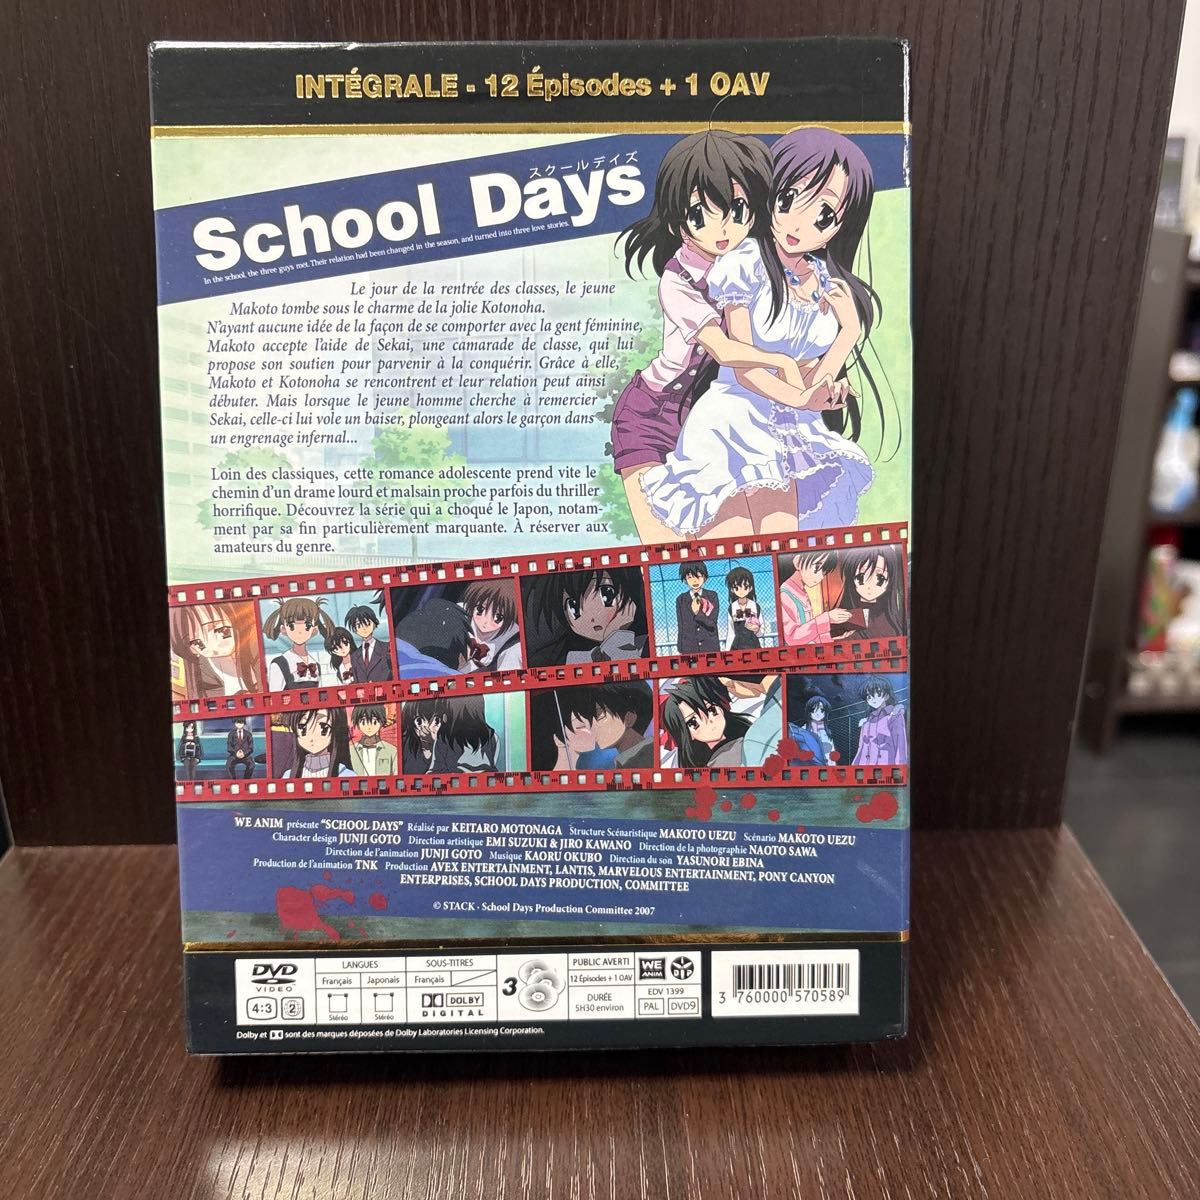 INTÉGRALE - 12 Épisodes + 1 OAV
スクールデイズ
School Days
In the school, the three guys met. Their relation had been changed in the season, and turned into three love stories.
Le jour de la rentrée des classes, le jeune
Makoto tombe sous le charme de la jolie Kotonoha.
N'ayant aucune idée de la façon de se comporter avec la gent féminine,
Makoto accepte l'aide de Sekai, une camarade de classe, qui lui
propose son soutien pour parvenir à la conquérir. Grâce à elle,
Makoto et Kotonoha se rencontrent et leur relation peut ainsi
débuter. Mais lorsque le jeune homme cherche à remercier
Sekai, celle-ci lui vole un baiser, plongeant alors le garçon dans
un engrenage infernal...
Loin des classiques, cette romance adolescente prend vite le
chemin d'un drame lourd et malsain proche parfois du thriller
horrifique. Découvrez la série qui a choqué le Japon, notam-
ment par sa fin particulièrement marquante. À réserver aux
amateurs du genre.
WE ANIM présente "SCHOOL DAYS" Réalisé par KEITARO MOTONAGA Structure Scénaristique MAKOTO UEZU Scénario MAKOTO UEZU
Character design JUNJI GOTO Direction artistique EMI SUZUKI & JIRO KAWANO Direction de la photographie NAOTO SAWA
Direction de l'animation JUNJI GOTO Musique KAORU OKUBO Direction du son YASUNORI EBINA
Production de l'animation TNK Production AVEX ENTERTAINMENT, LANTIS, MARVELOUS ENTERTAINMENT, PONY CANYON
ENTERPRISES, SCHOOL DAYS PRODUCTION, COMMITTEE
© STACK - School Days Production Committee 2007
DVD
VIDEO
4:3
2
LANGUES
Français
Japonais
Stéréo
Stéréo
SOUS-TITRES
Français
DOLBY
DIGITAL
3
PUBLIC AVERTI
12 Épisodes + 1 OAV
DURÉE
5H30 environ
WE
ANIM
EDV 1399
PAL
DVD9
3 760000 570589
Dolby et sont des marques déposées de Dolby Laboratories Licensing Corporation.